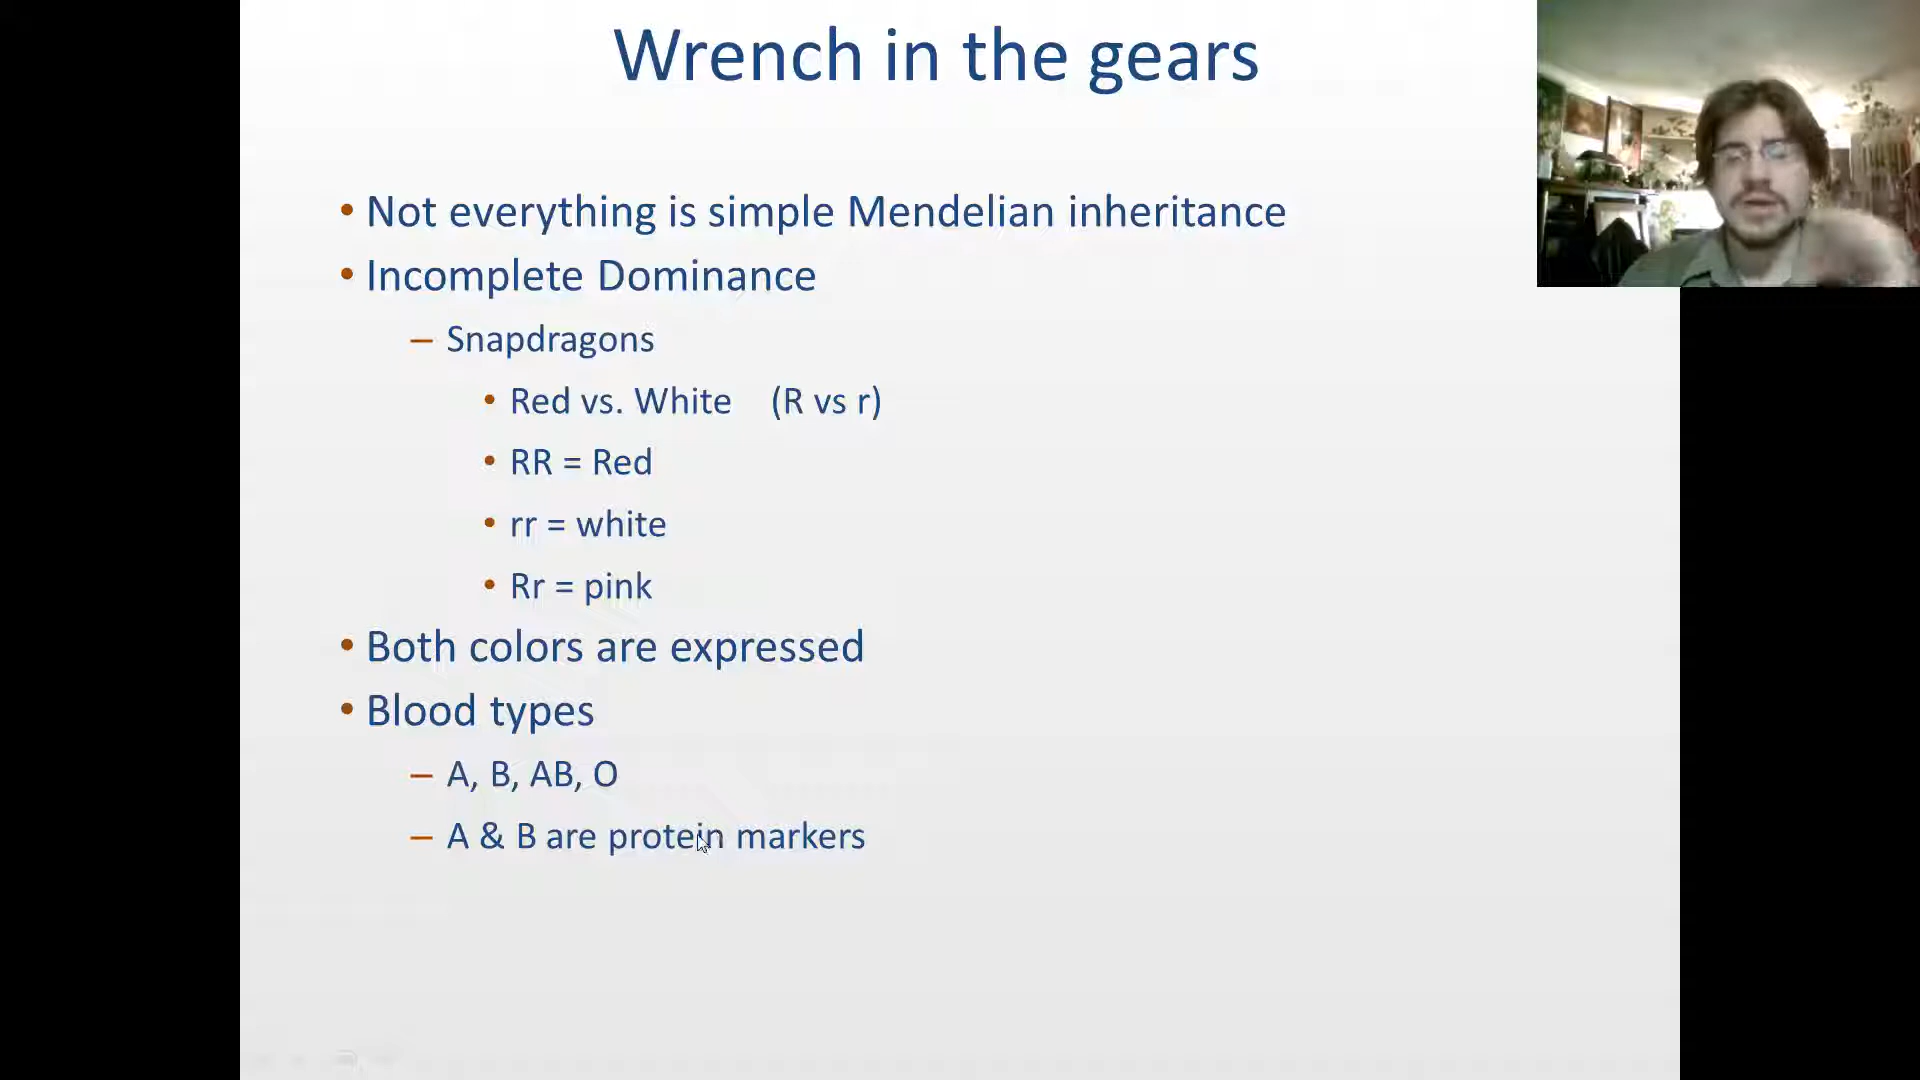 Wrench in the gears
• Not everything is simple Mendelian inheritance
• Incomplete Dominance
– Snapdragons
• Red vs. White (R vs r)
• RR = Red
• rr = white
• Rr = pink
• Both colors are expressed
• Blood types
– A, B, AB, O
– A & B are protein markers